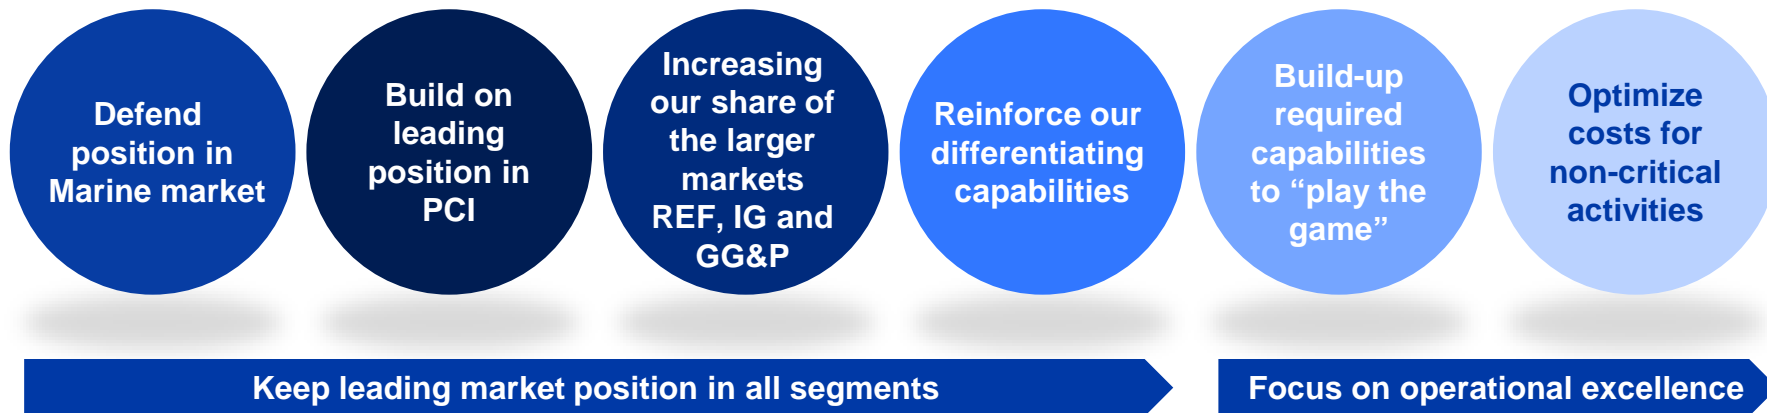 Defend
position in
Marine market
Build on
leading
position in
PCI
Increasing
our share of
the larger
markets
REF, IG and
GG&P
Reinforce our
differentiating
capabilities
Build-up
required
capabilities
to “play the
game”
Optimize
costs for
non-critical
activities
Keep leading market position in all segments
Focus on operational excellence